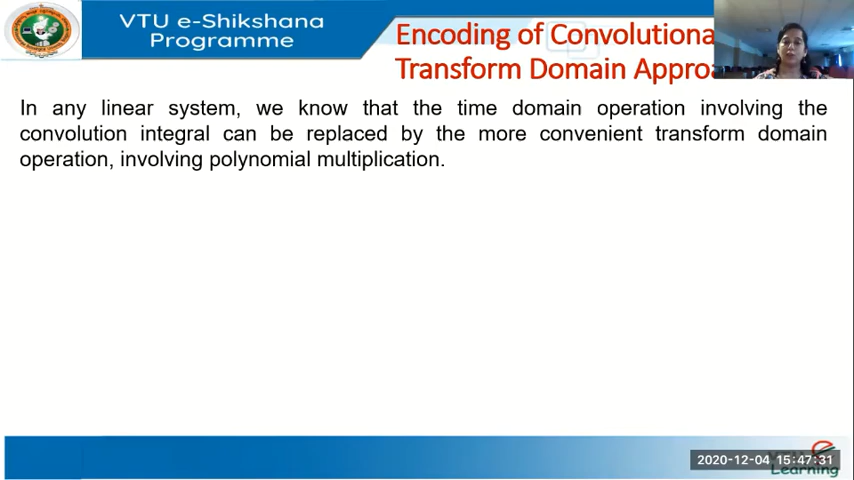 VTU e-Shikshana
Programme
Encoding of Convolutiona
Transform Domain Approa
In any linear system, we know that the time domain operation involving the
convolution integral can be replaced by the more convenient transform domain
operation, involving polynomial multiplication.
2020-12-04 15:47:31
Learning